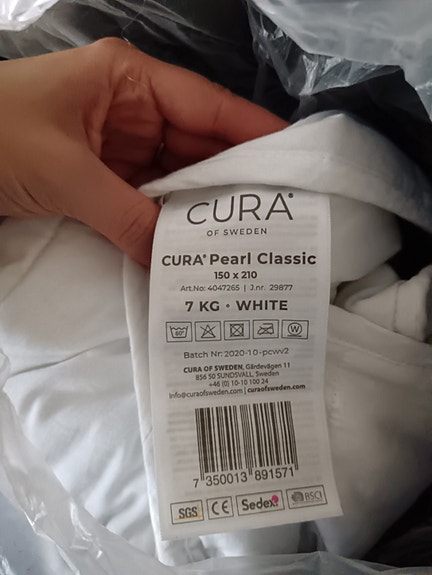 CURA®
OF SWEDEN
CURA® Pearl Classic
150 x 210
Art.No: 4047265 | J.nr. 29877
7 KG • WHITE
60°
W
Batch Nr: 2020-10-pcwv2
CURA OF SWEDEN, Gärdevägen 11
856 50 SUNDSVALL, Sweden
+46 (0) 10-10 100 24
info@curaofsweden.com | curaofsweden.com
7 350013 891571
SGS CE Sedex BSCI